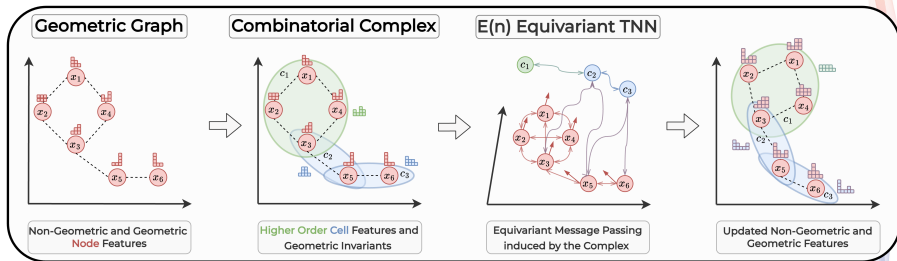 Geometric Graph
x1
x2
x4
x3
x5
x6
Non-Geometric and Geometric
Node Features
Combinatorial Complex
c1
x1
x2
x4
x3
c2
x5
x6
c3
Higher Order Cell Features and
Geometric Invariants
E(n) Equivariant TNN
c1
c2
c3
x1
x2
x4
x3
x5
x6
Equivariant Message Passing
induced by the Complex
x1
x2
x4
x3
c1
c2
x5
x6
c3
Updated Non-Geometric and
Geometric Features